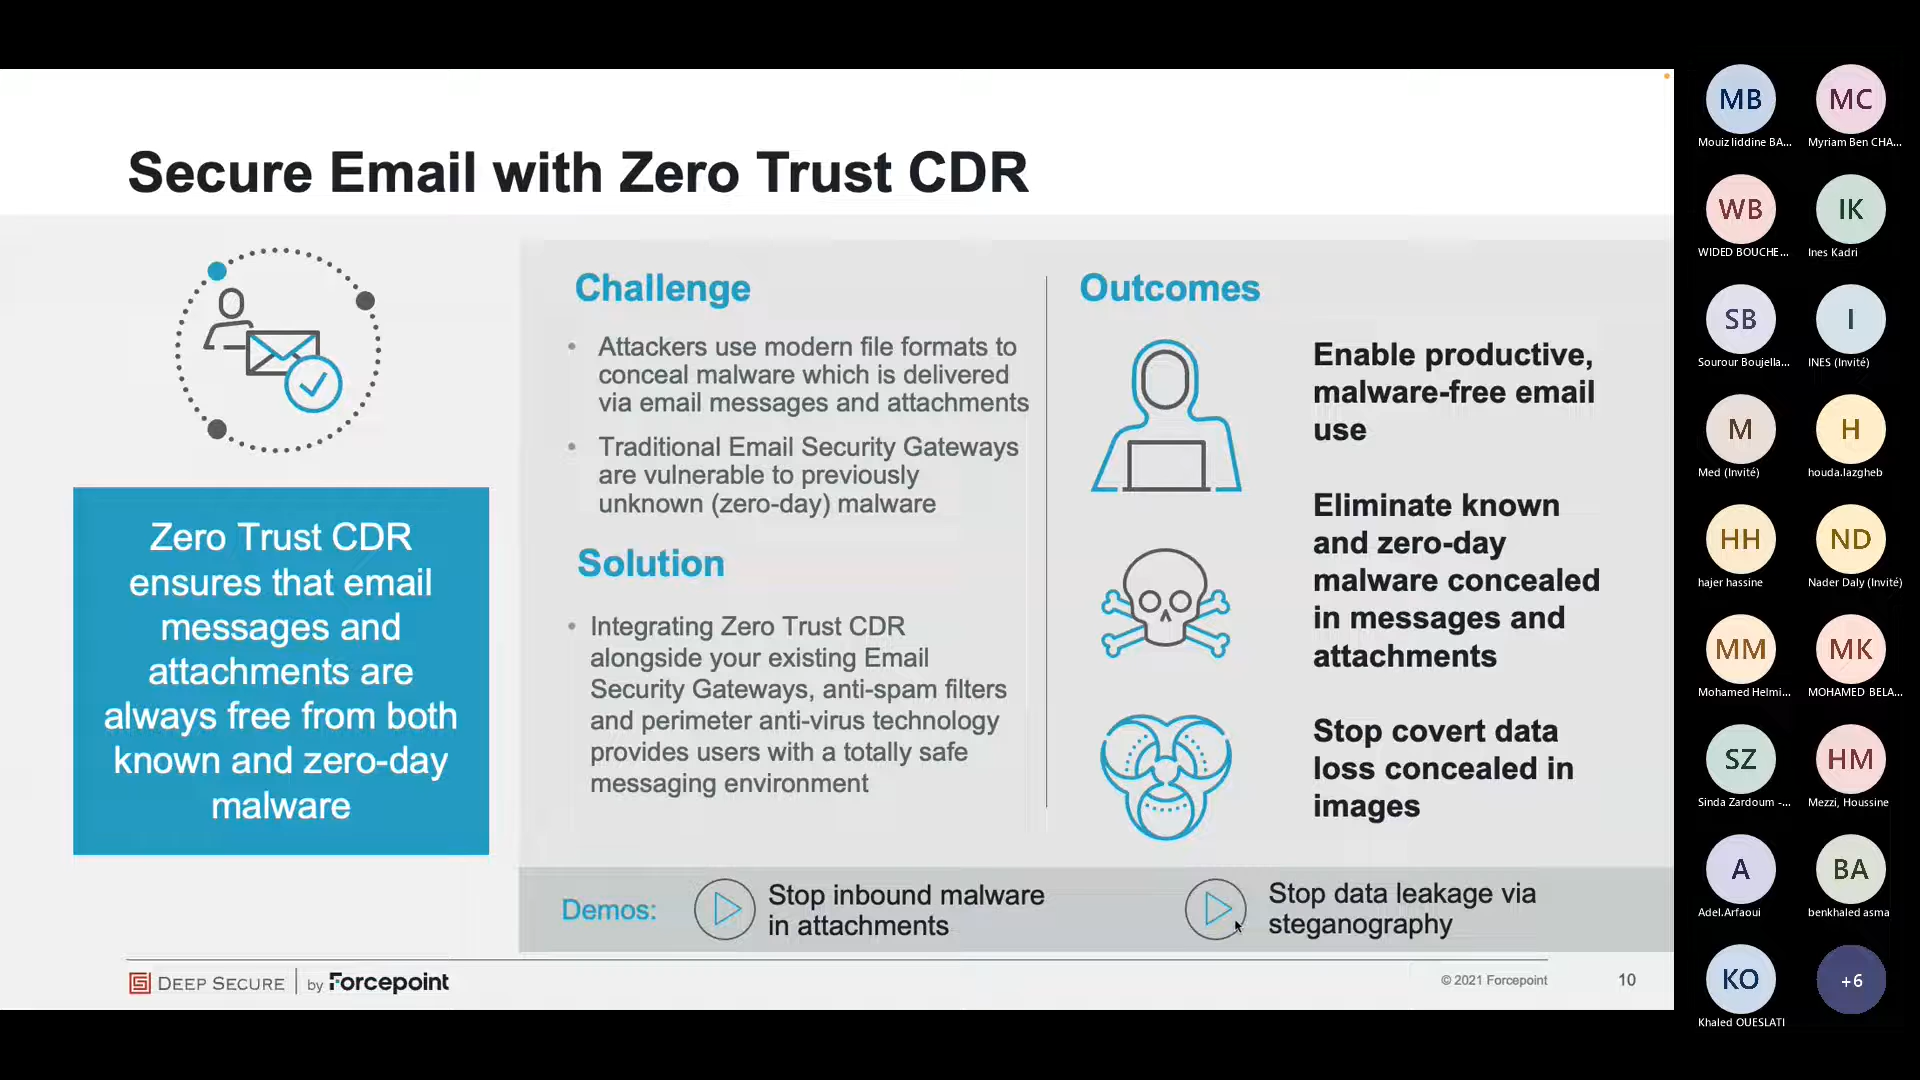 Secure Email with Zero Trust CDR
Zero Trust CDR
ensures that email
messages and
attachments are
always free from both
known and zero-day
malware
Challenge
• Attackers use modern file formats to
conceal malware which is delivered
via email messages and attachments
• Traditional Email Security Gateways
are vulnerable to previously
unknown (zero-day) malware
Solution
• Integrating Zero Trust CDR
alongside your existing Email
Security Gateways, anti-spam filters
and perimeter anti-virus technology
provides users with a totally safe
messaging environment
Outcomes
Enable productive,
malware-free email
use
Eliminate known
and zero-day
malware concealed
in messages and
attachments
Stop covert data
loss concealed in
images
Demos:
Stop inbound malware
in attachments
Stop data leakage via
steganography
DEEP SECURE | by Forcepoint
© 2021 Forcepoint
10
MB
Mouiz liddine BA...
MC
Myriam Ben CHA...
WB
WIDED BOUCHE...
IK
Ines Kadri
SB
Sourour Boujella...
I
INES (Invité)
M
Med (Invité)
H
houda.lazgheb
HH
hajer hassine
ND
Nader Daly (Invité)
MM
Mohamed Helmi...
MK
MOHAMED BELA...
SZ
Sinda Zardoum -...
HM
Mezzi, Houssine
A
Adel.Arfaoui
BA
benkhaled asma
KO
Khaled OUESLATI
+6